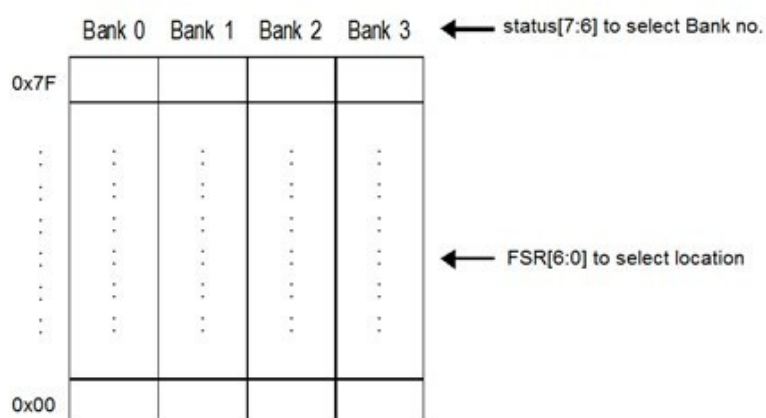 Bank 0 Bank 1 Bank 2 Bank 3 status[7:6] to select Bank no.
0x7F
FSR[6:0] to select location
0x00